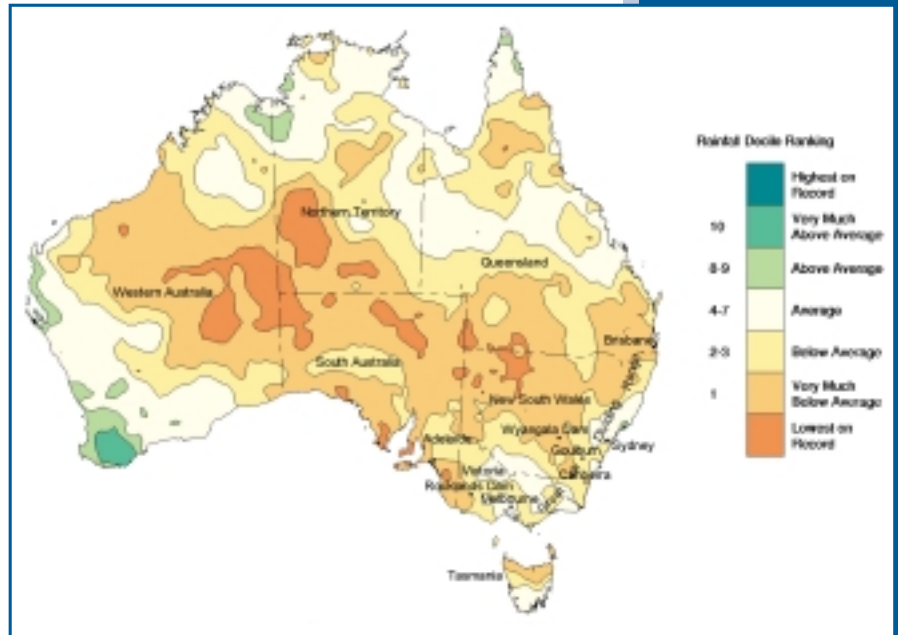 Rainfall Decile Ranking
Highest on
Record
10
Very Much
Above Average
8-9
Above Average
4-7
Average
2-3
Below Average
1
Very Much
Below Average
Lowest on
Record
Northern Territory
Queensland
Western Australia
Brisbane
South Australia
New South Wales
Wyangala Dam
Sydney
Adelaide
Goulburn
Canberra
Victoria
Rocklands Dam
Melbourne
Tasmania